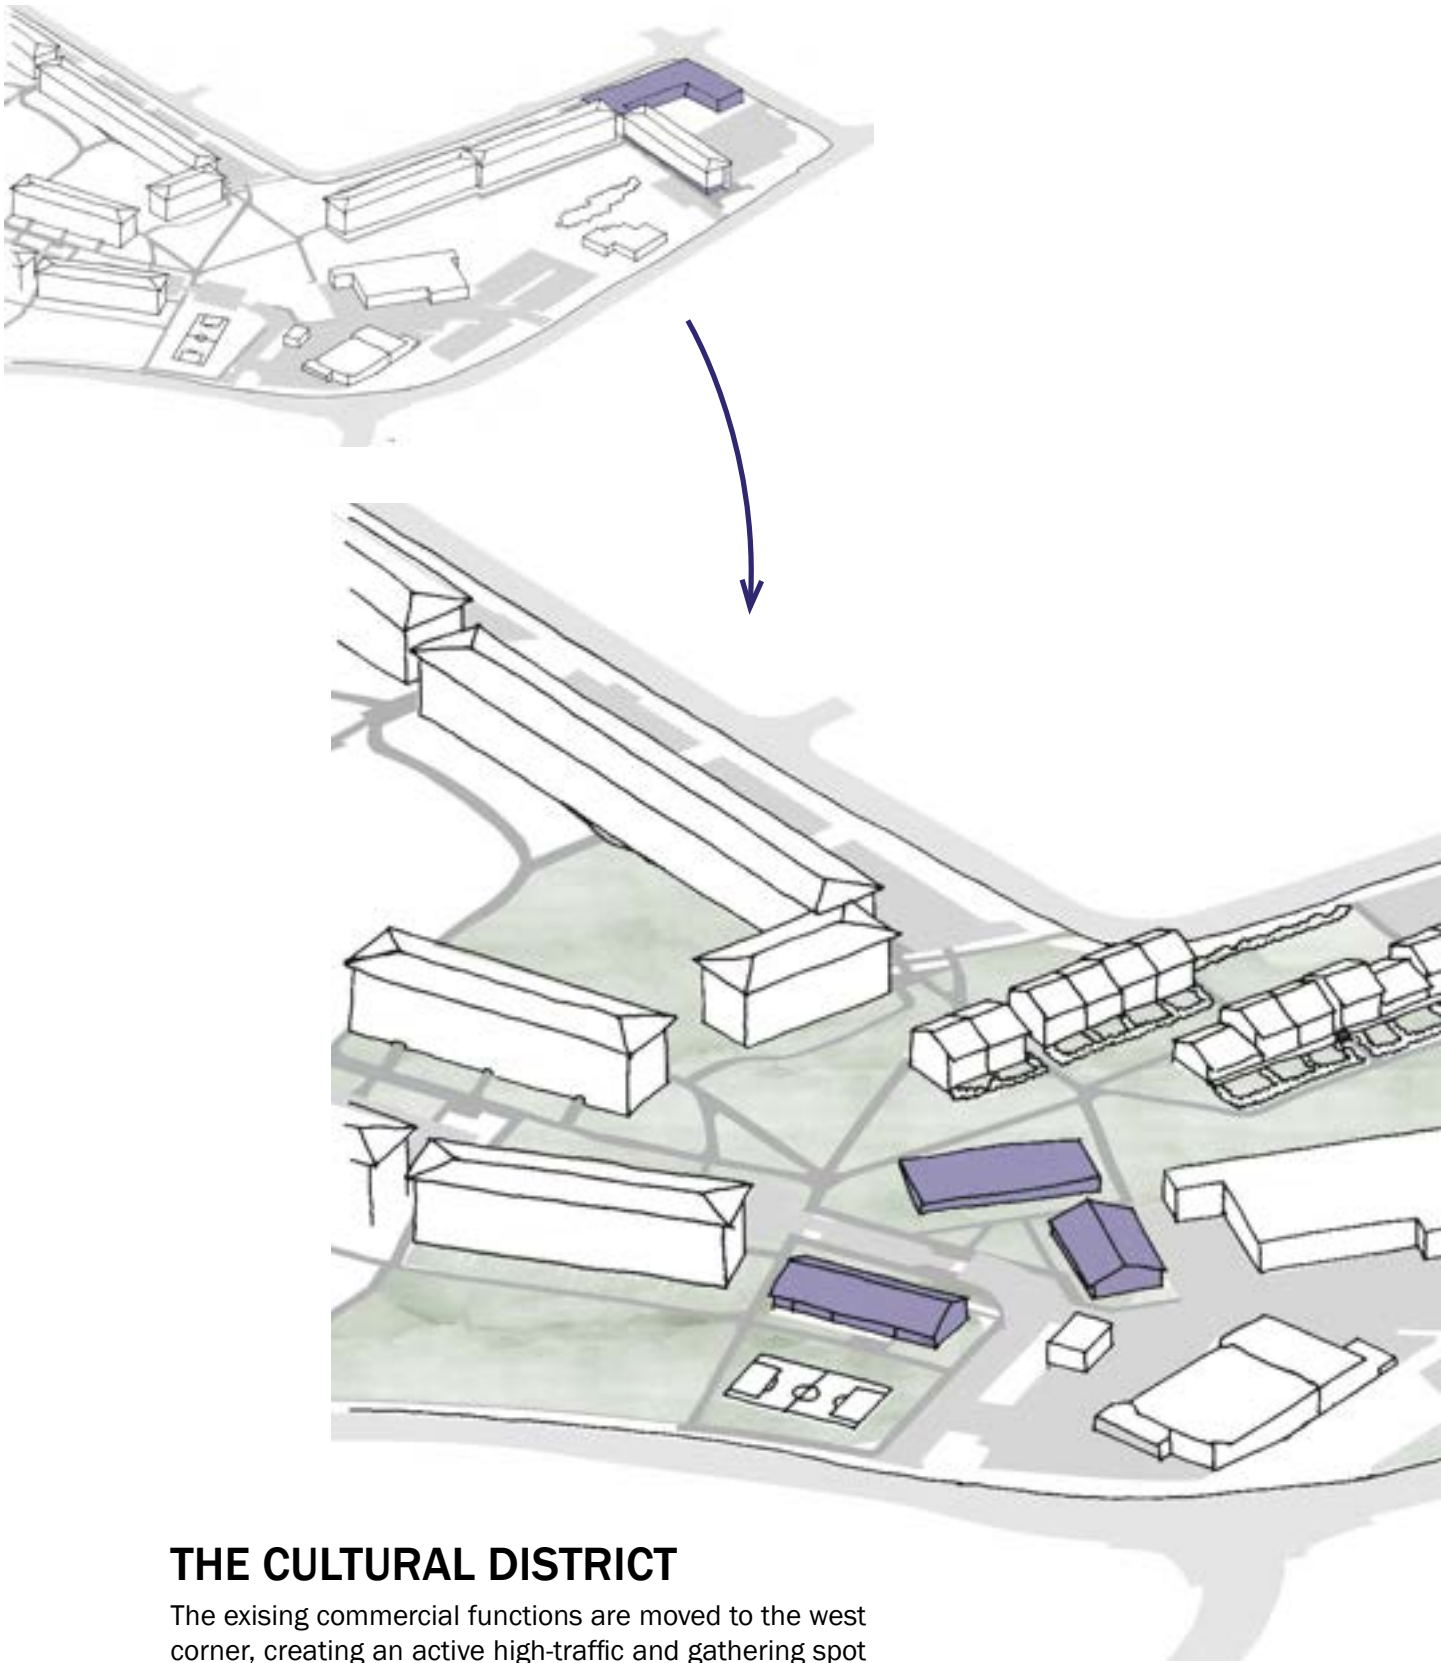 THE CULTURAL DISTRICT
The exising commercial functions are moved to the west
corner, creating an active high-traffic and gathering spot